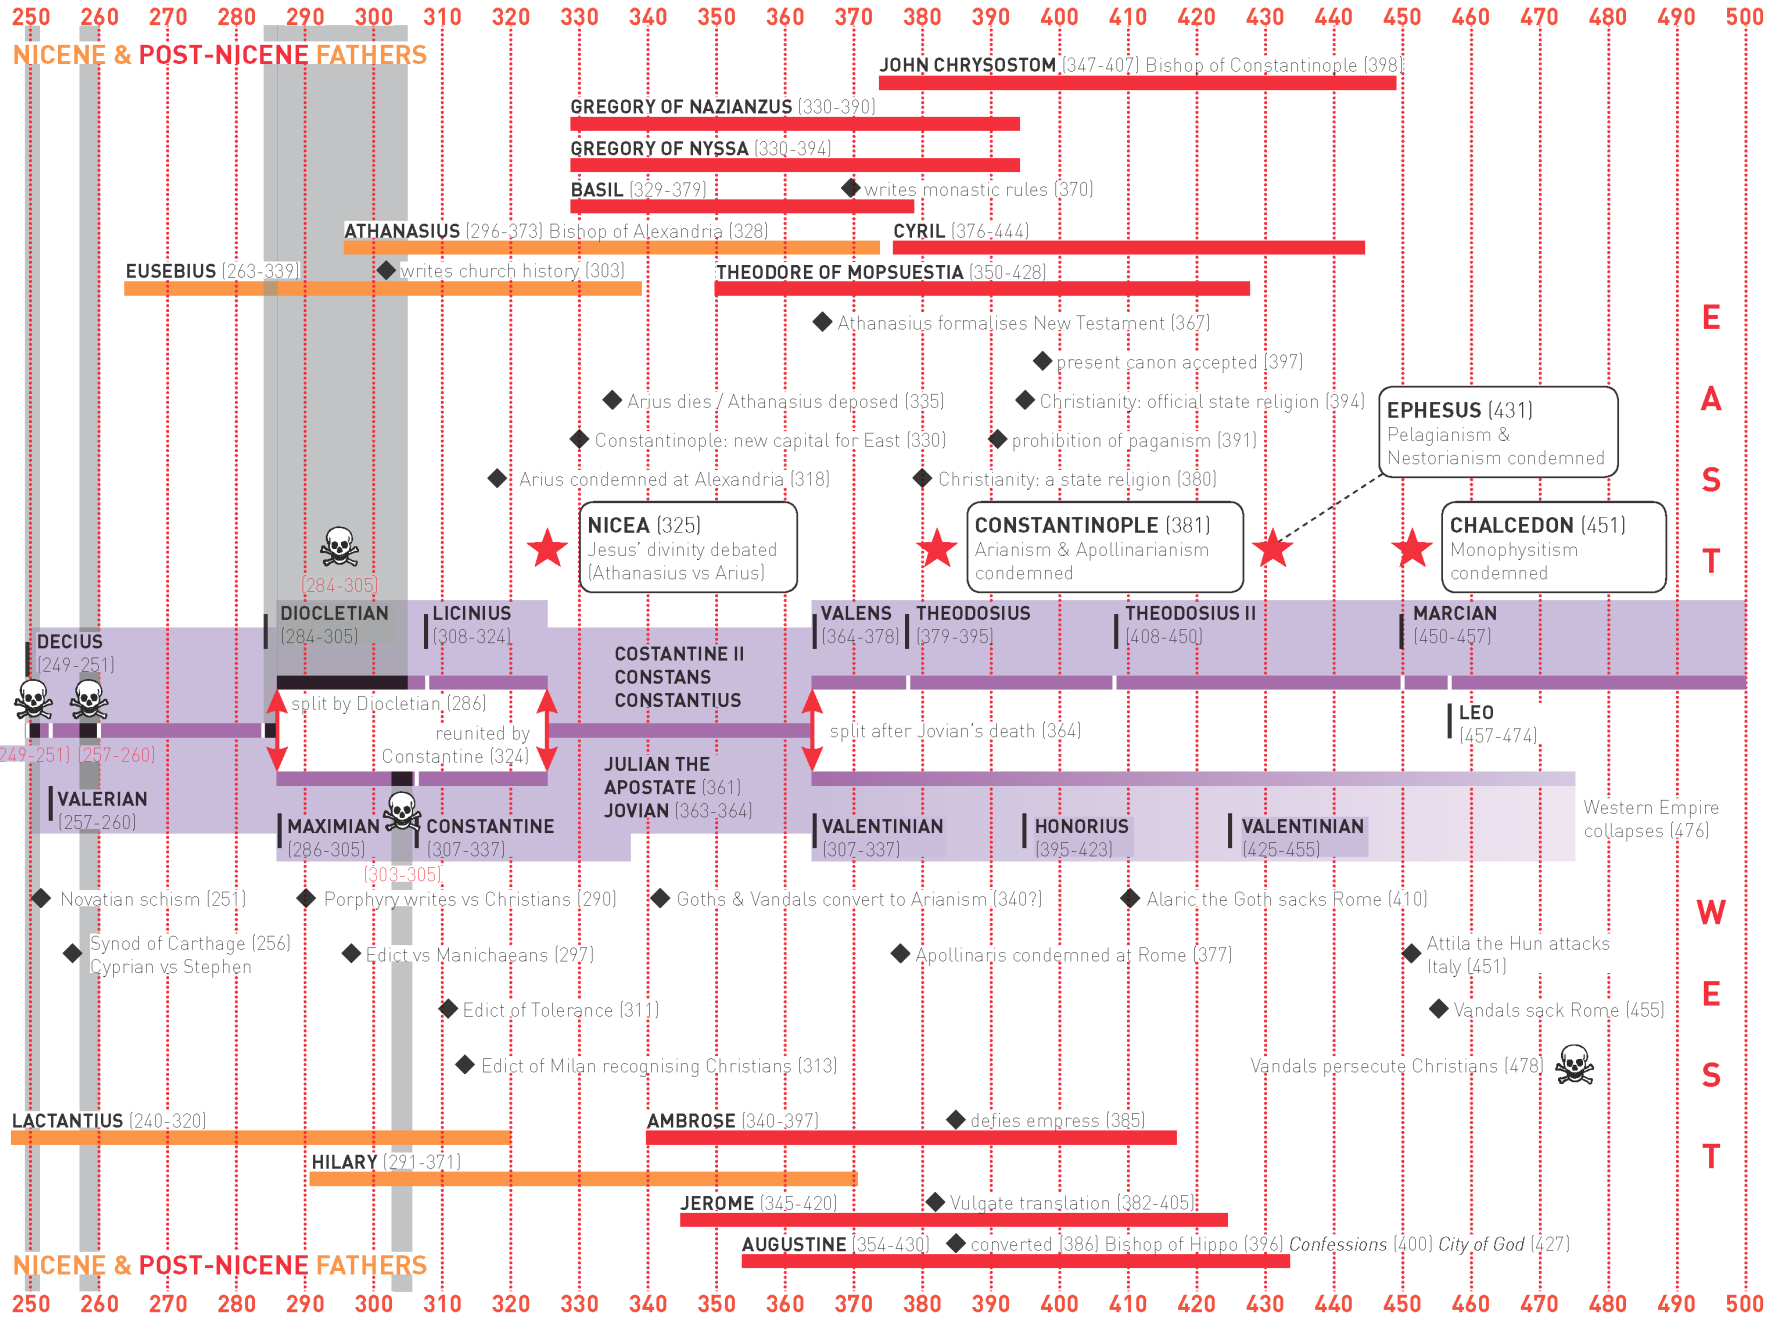 250 260 270 280 290 300 310 320 330 340 350 360 370 380 390 400 410 420 430 440 450 460 470 480 490 500
NICENE & POST-NICENE FATHERS
JOHN CHRYSOSTOM (347-407) Bishop of Constantinople (398)
GREGORY OF NAZIANZUS (330-390)
GREGORY OF NYSSA (330-394)
BASIL (329-379)
writes monastic rules (370)
ATHANASIUS (296-373) Bishop of Alexandria (328)
CYRIL (376-444)
EUSEBIUS (263-339)
writes church history (303)
THEODORE OF MOPSUESTIA (350-428)
Athanasius formalises New Testament (367)
present canon accepted (397)
Arius dies / Athanasius deposed (335)
Christianity: official state religion (394)
Constantinople: new capital for East (330)
prohibition of paganism (391)
Arius condemned at Alexandria (318)
Christianity: a state religion (380)
EPHESUS (431)
Pelagianism &
Nestorianism condemned
NICEA (325)
Jesus' divinity debated
(Athanasius vs Arius)
CONSTANTINOPLE (381)
Arianism & Apollinarianism
condemned
CHALCEDON (451)
Monophysitism
condemned
E
A
S
T
(284-305)
DECIUS
(249-251)
DIOCLETIAN
(284-305)
LICINIUS
(308-324)
COSTANTINE II
CONSTANS
CONSTANTIUS
VALENS
(364-378)
THEODOSIUS
(379-395)
THEODOSIUS II
(408-450)
MARCIAN
(450-457)
split by Diocletian (286)
reunited by
Constantine (324)
split after Jovian's death (364)
LEO
(457-474)
249-251) (257-260)
VALERIAN
(257-260)
MAXIMIAN
(286-305)
CONSTANTINE
(307-337)
(303-305)
JULIAN THE
APOSTATE (361)
JOVIAN (363-364)
VALENTINIAN
(307-337)
HONORIUS
(395-423)
VALENTINIAN
(425-455)
Western Empire
collapses (476)
Novatian schism (251)
Porphyry writes vs Christians (290)
Goths & Vandals convert to Arianism (340?)
Alaric the Goth sacks Rome (410)
Synod of Carthage (256)
Cyprian vs Stephen
Edict vs Manichaeans (297)
Apollinaris condemned at Rome (377)
Attila the Hun attacks
Italy (451)
Edict of Tolerance (311)
Vandals sack Rome (455)
Edict of Milan recognising Christians (313)
Vandals persecute Christians (478)
W
E
S
T
LACTANTIUS (240-320)
AMBROSE (340-397)
defies empress (385)
HILARY (291-371)
JEROME (345-420)
Vulgate translation (382-405)
AUGUSTINE (354-430)
converted (386) Bishop of Hippo (396) Confessions (400) City of God (427)
NICENE & POST-NICENE FATHERS
250 260 270 280 290 300 310 320 330 340 350 360 370 380 390 400 410 420 430 440 450 460 470 480 490 500